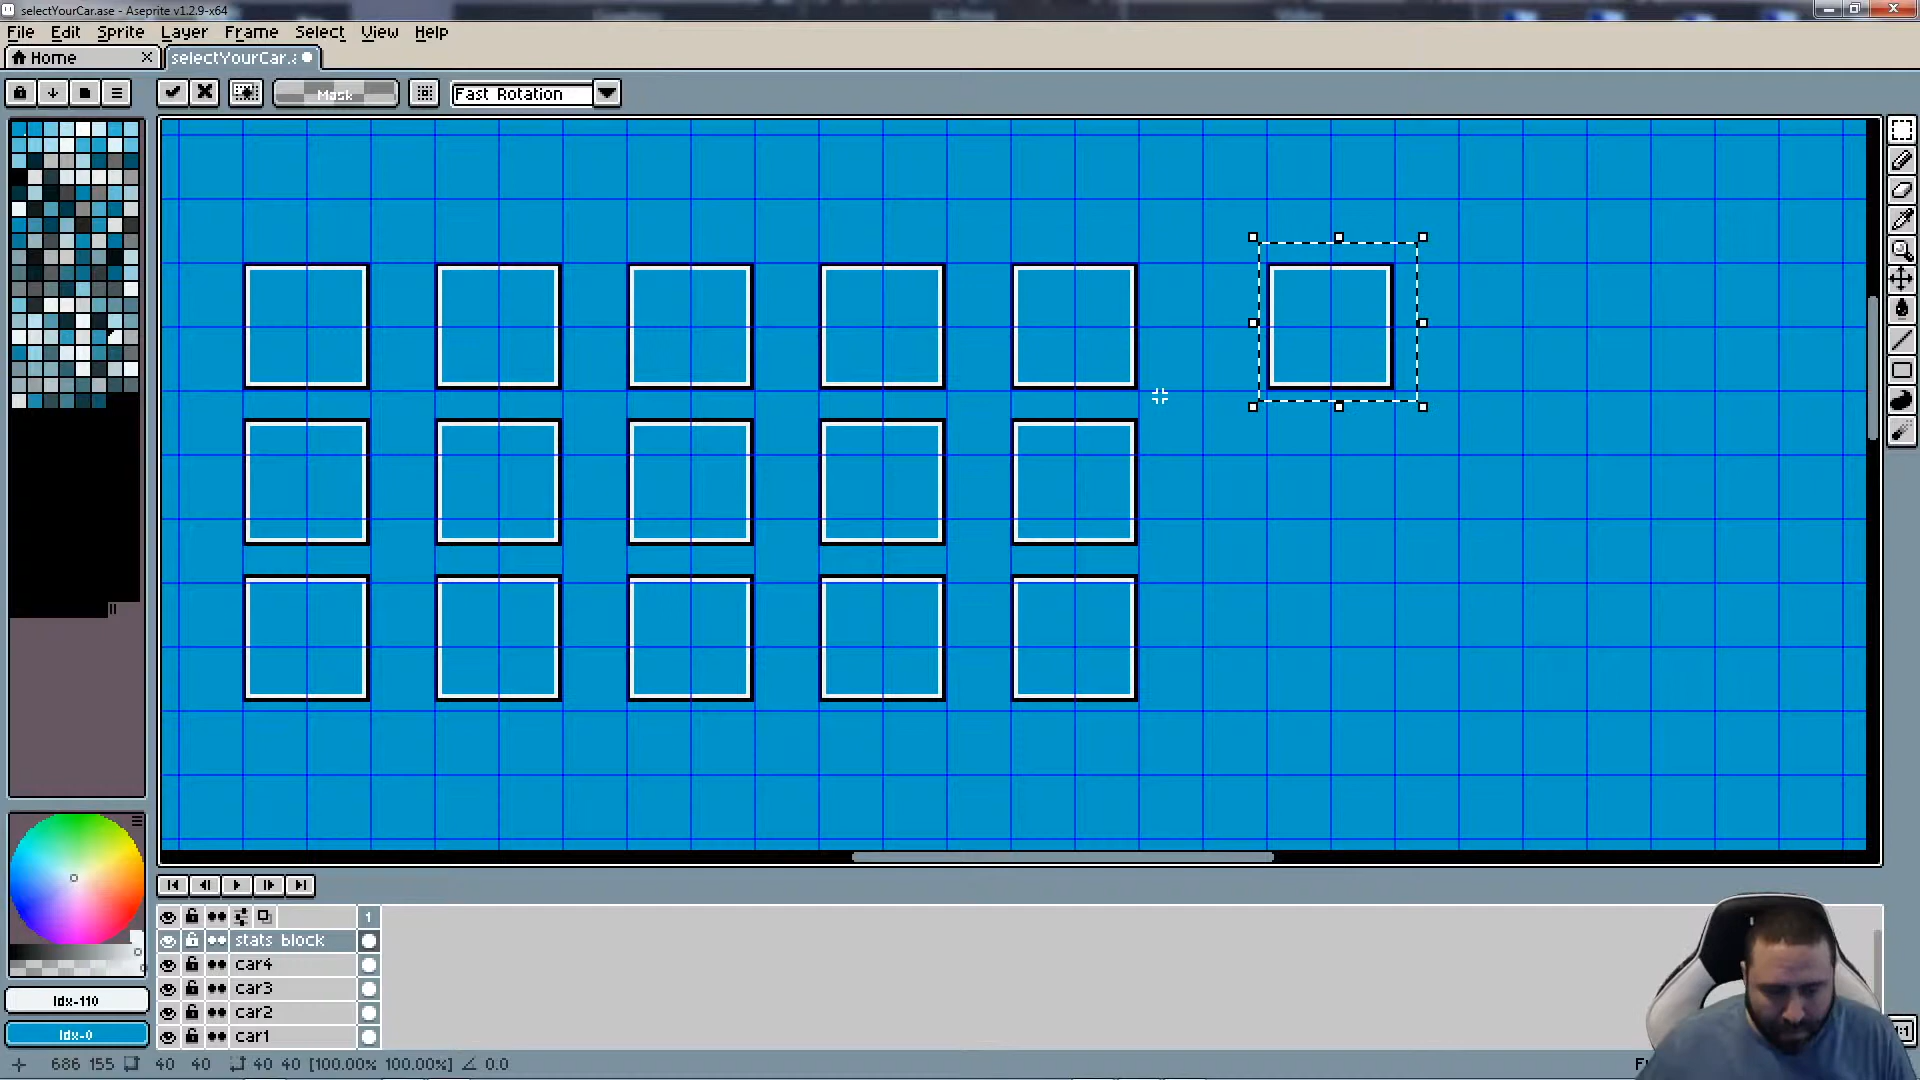 selectYourCar.ase - Aseprite v1.2.9-x64
File Edit Sprite Layer Frame Select View Help
Home
selectYourCar.a
Mask
Fast Rotation
1
stats block
car4
car3
car2
car1
Idx-110
Idx-0
686 155 40 40 40 40 [100.00% 100.00%] 0.0